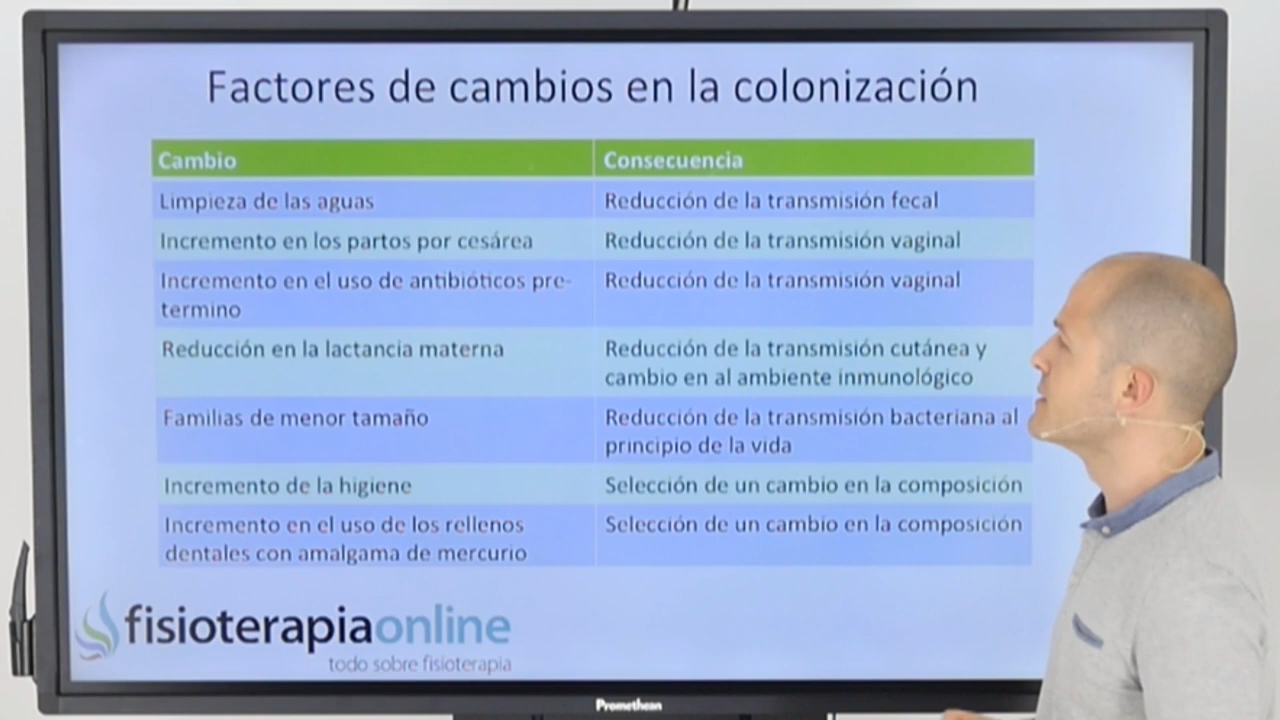 Factores de cambios en la colonización
Cambio
Consecuencia
Limpieza de las aguas
Reducción de la transmisión fecal
Incremento en los partos por cesárea
Reducción de la transmisión vaginal
Incremento en el uso de antibióticos pre-
termino
Reducción de la transmisión vaginal
Reducción en la lactancia materna
Reducción de la transmisión cutánea y
cambio en al ambiente inmunológico
Familias de menor tamaño
Reducción de la transmisión bacteriana al
principio de la vida
Incremento de la higiene
Selección de un cambio en la composición
Incremento en el uso de los rellenos
dentales con amalgama de mercurio
Selección de un cambio en la composición
fisioterapiaonline
todo sobre fisioterapia
Promethean